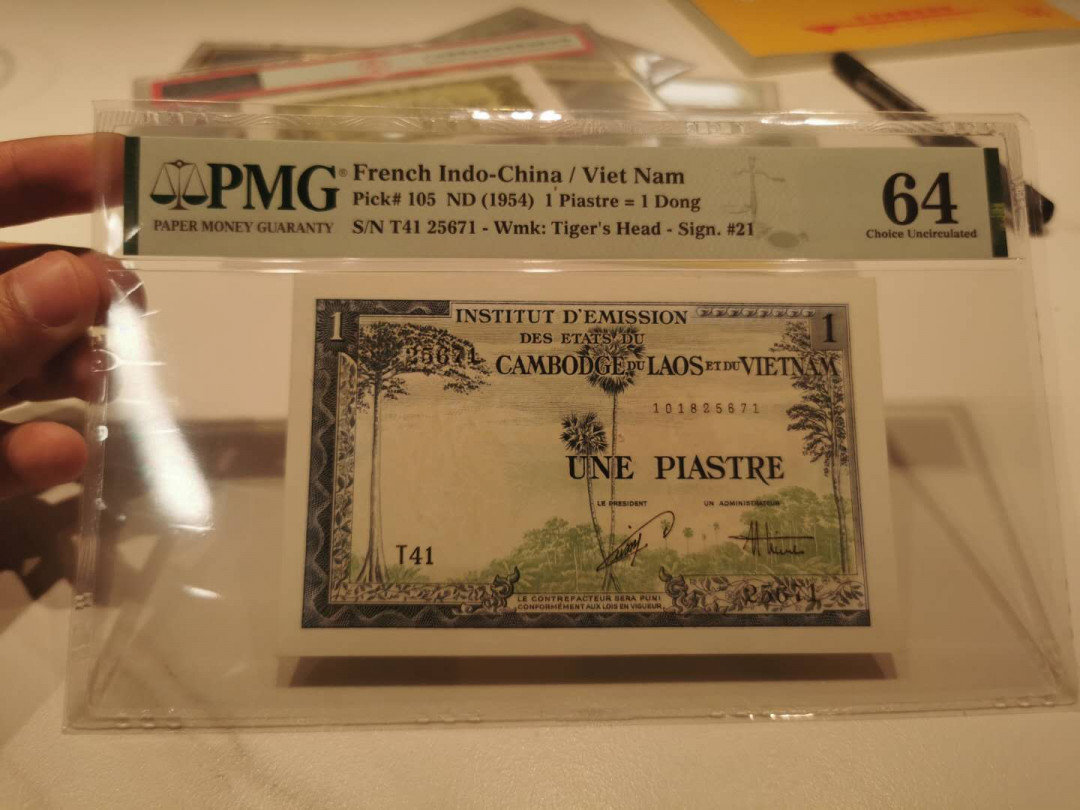 PMG®
PAPER MONEY GUARANTY
French Indo-China / Viet Nam
Pick# 105 ND (1954) 1 Piastre = 1 Dong
S/N T41 25671 - Wmk: Tiger's Head - Sign. #21
64
Choice Uncirculated
1
INSTITUT D'EMISSION
1
DES ETATS DU
25671
CAMBODGE DU LAOS ET DU VIETNAM
101825671
UNE PIASTRE
LE PRESIDENT
UN ADMINISTRATEUR
T41
25671
LE CONTREFACTEUR SERA PUNI
CONFORMÉMENT AUX LOIS EN VIGUEUR